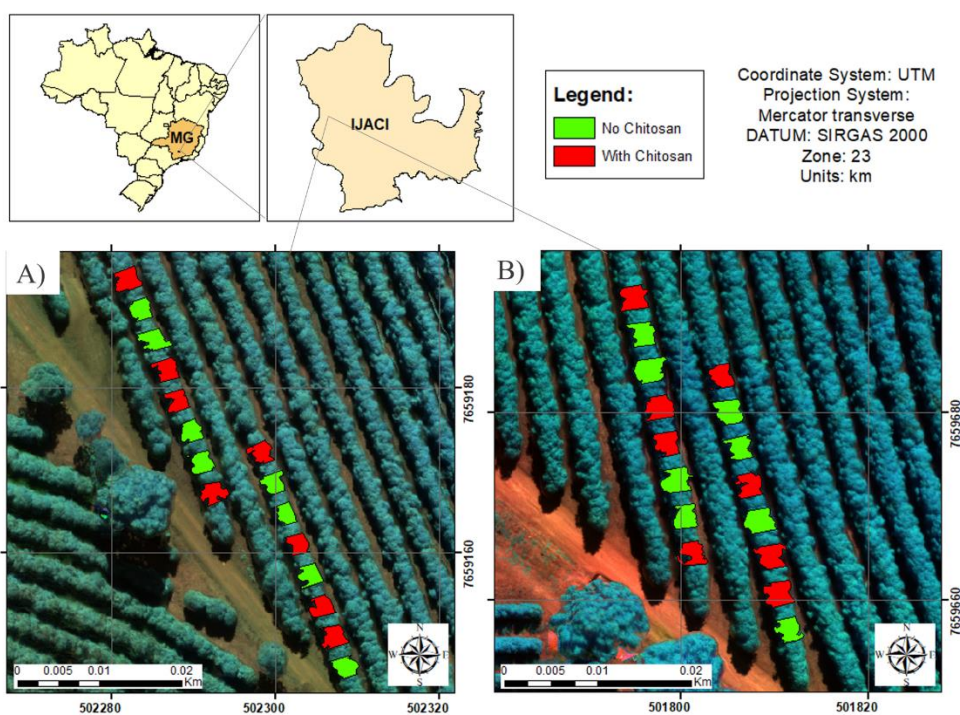 MG
IJACI
Legend:
No Chitosan
With Chitosan
Coordinate System: UTM
Projection System:
Mercator transverse
DATUM: SIRGAS 2000
Zone: 23
Units: km
A)
7659180
7659160
N
W
E
S
0 0.005 0.01 0.02
Km
502280 502300 502320
B)
7659680
7659660
N
W
E
S
0 0.005 0.01 0.02
Km
501800 501820